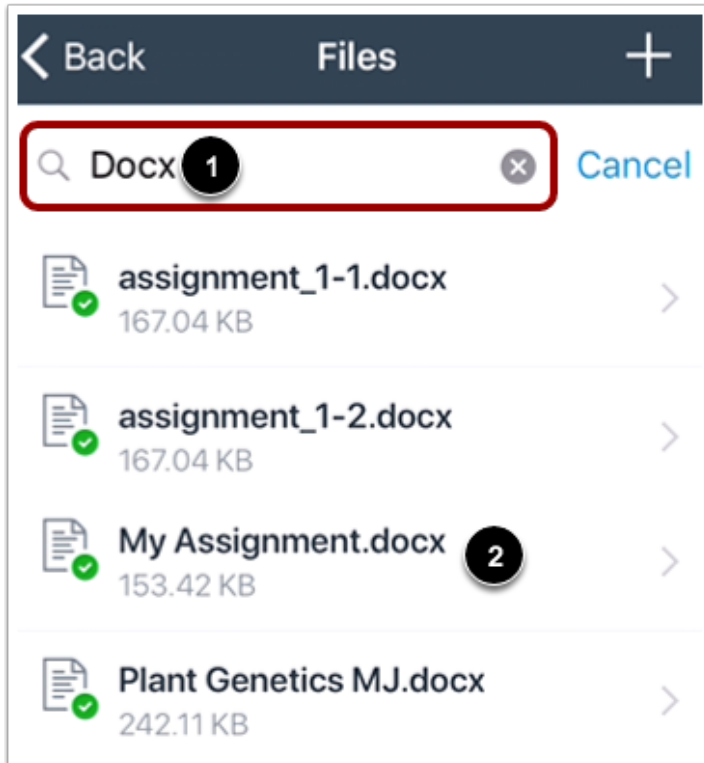 Back Files +
Docx 1 Cancel
assignment_1-1.docx
167.04 KB
assignment_1-2.docx
167.04 KB
My Assignment.docx 2
153.42 KB
Plant Genetics MJ.docx
242.11 KB